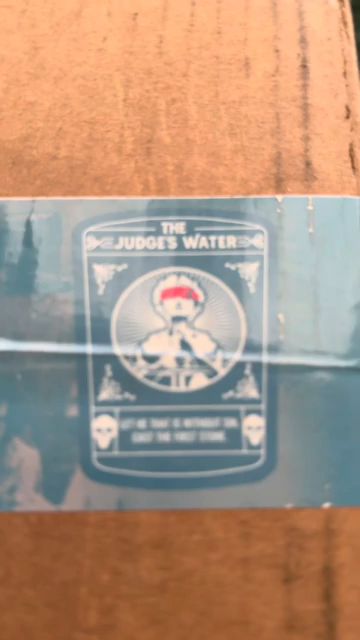 THE
JUDGE'S WATER
LET HE THAT IS WITHOUT SIN
CAST THE FIRST STONE.